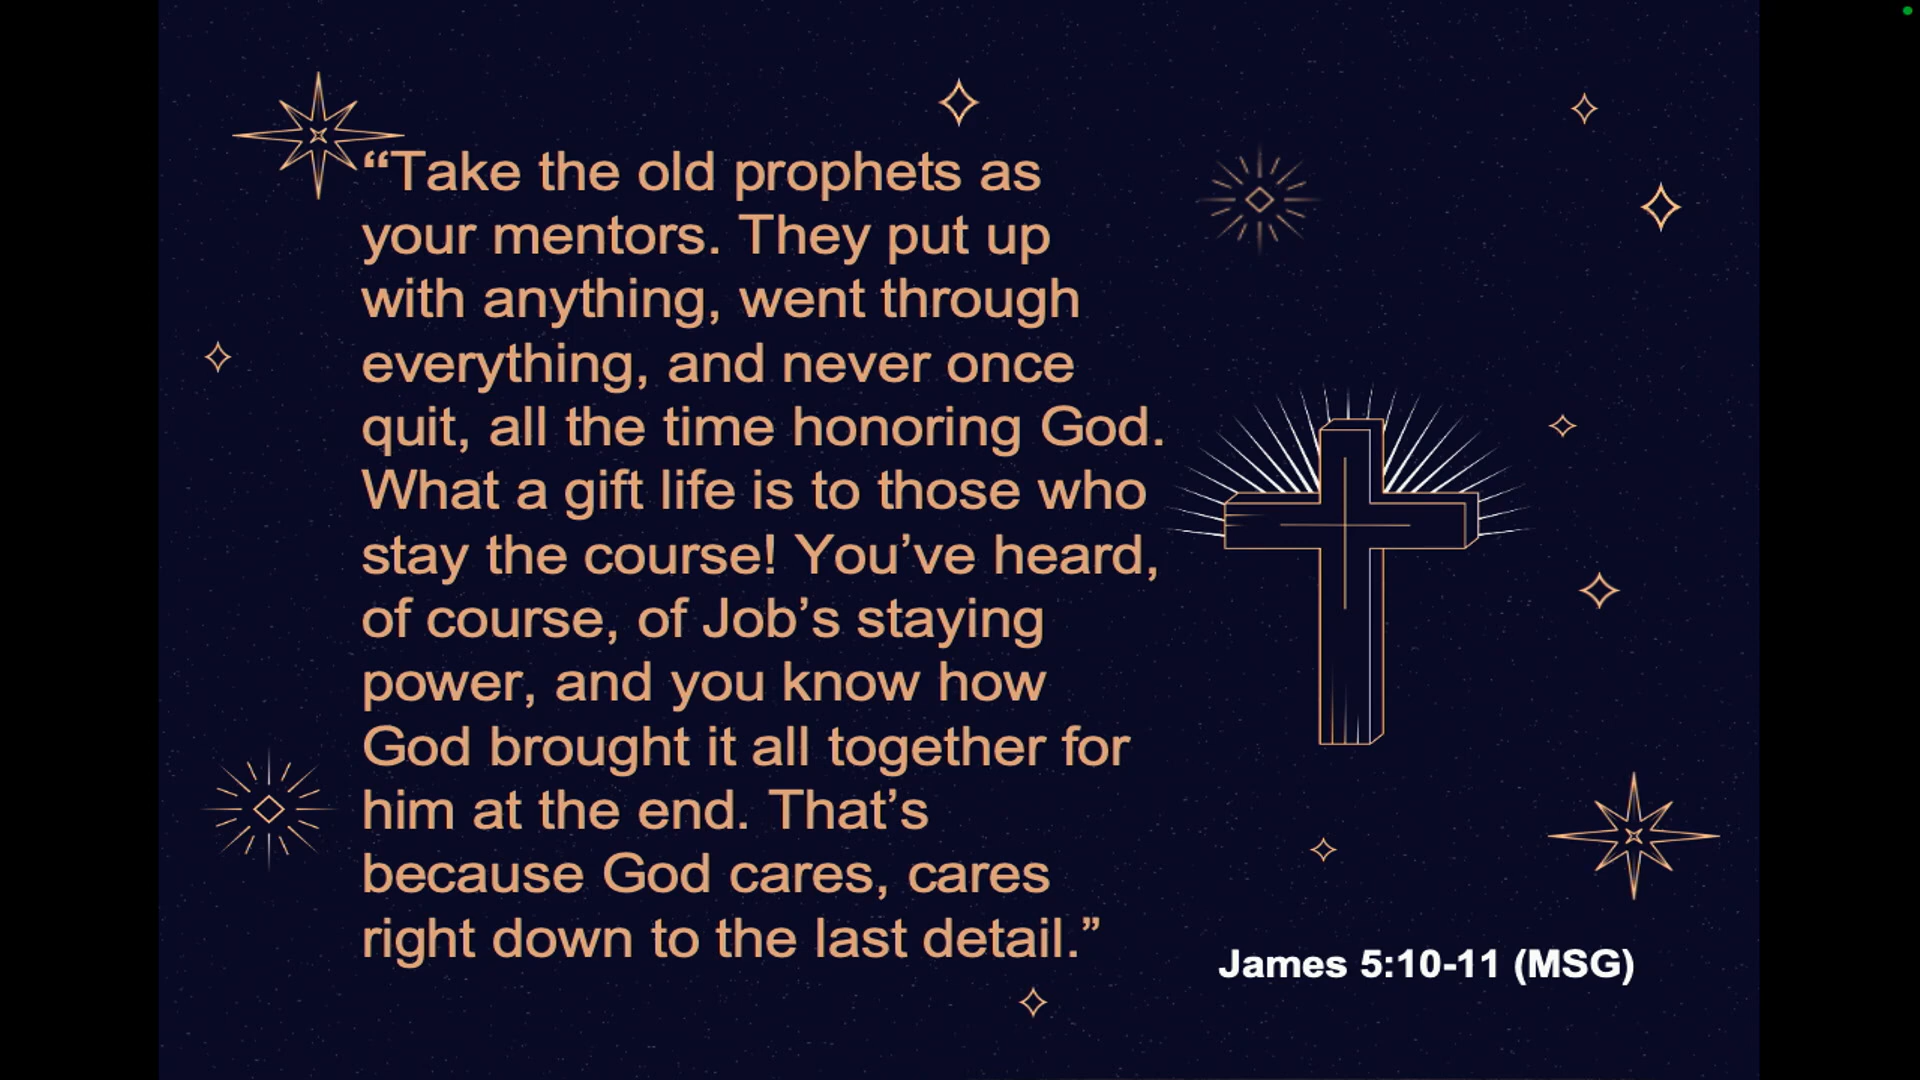 “Take the old prophets as
your mentors. They put up
with anything, went through
everything, and never once
quit, all the time honoring God.
What a gift life is to those who
stay the course! You’ve heard,
of course, of Job’s staying
power, and you know how
God brought it all together for
him at the end. That’s
because God cares, cares
right down to the last detail.”
James 5:10-11 (MSG)